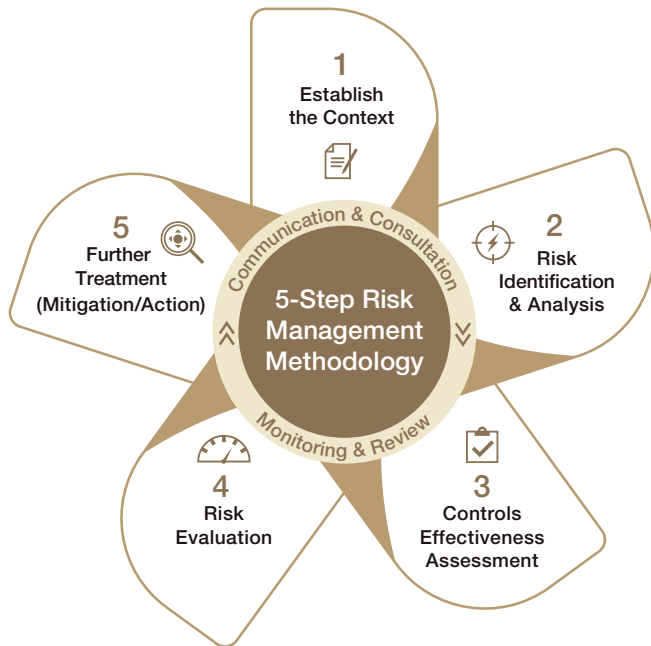 1
Establish
the Context
2
Risk
Identification
& Analysis
3
Controls
Effectiveness
Assessment
4
Risk
Evaluation
5
Further
Treatment
(Mitigation/Action)
Communication & Consultation
5-Step Risk
Management
Methodology
Monitoring & Review